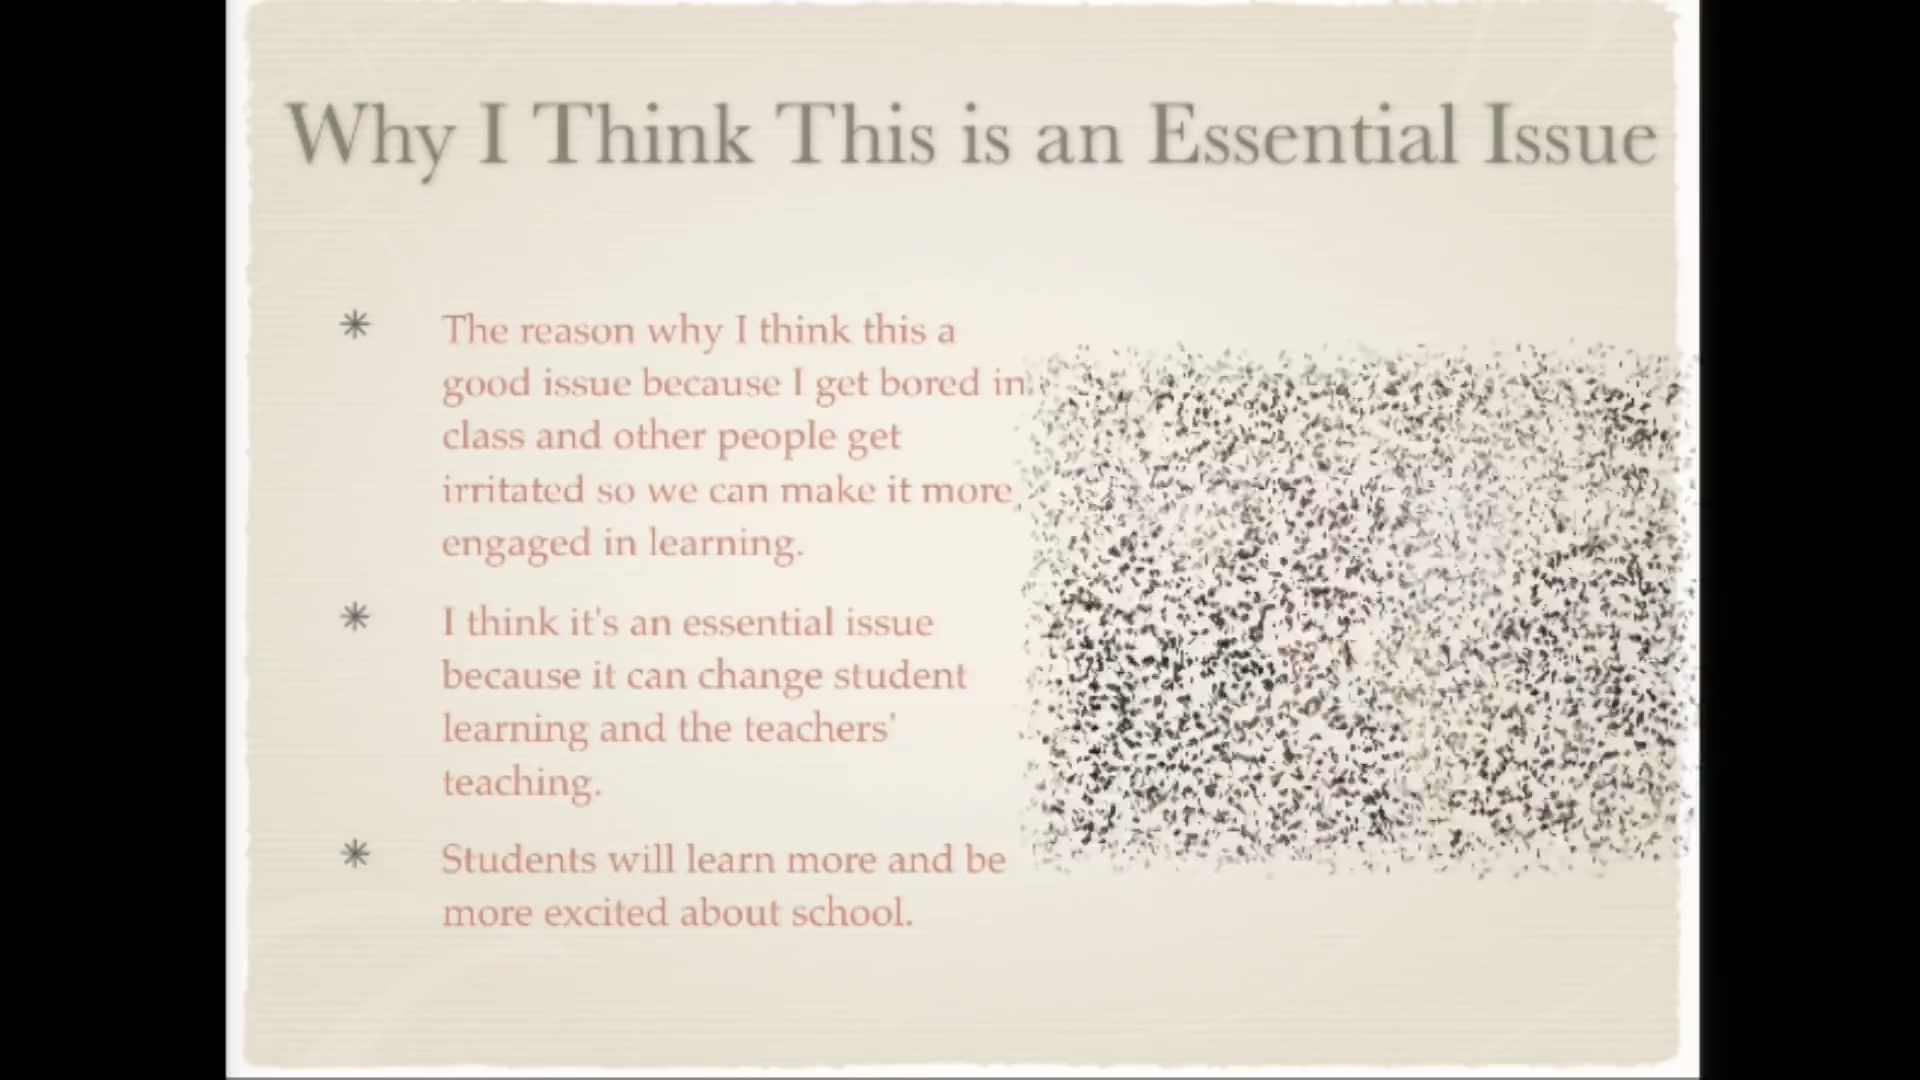 Why I Think This is an Essential Issue
The reason why I think this a
good issue because I get bored in
class and other people get
irritated so we can make it more
engaged in learning.
I think it's an essential issue
because it can change student
learning and the teachers'
teaching.
Students will learn more and be
more excited about school.